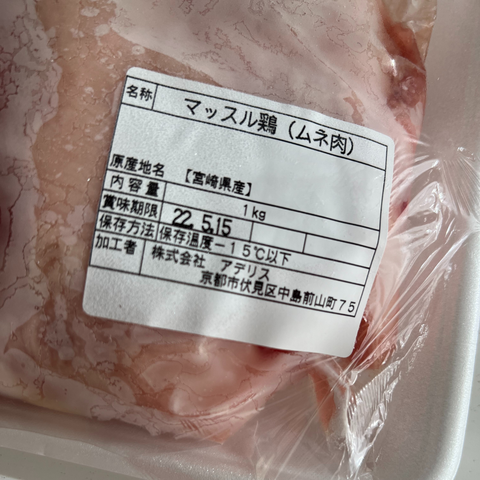 名称 マッスル鶏（ムネ肉）
原産地名 【宮崎県産】
内容量 1kg
賞味期限 22.5.15
保存方法 保存温度－15℃以下
加工者 株式会社 アデリス
京都市伏見区中島前山町75